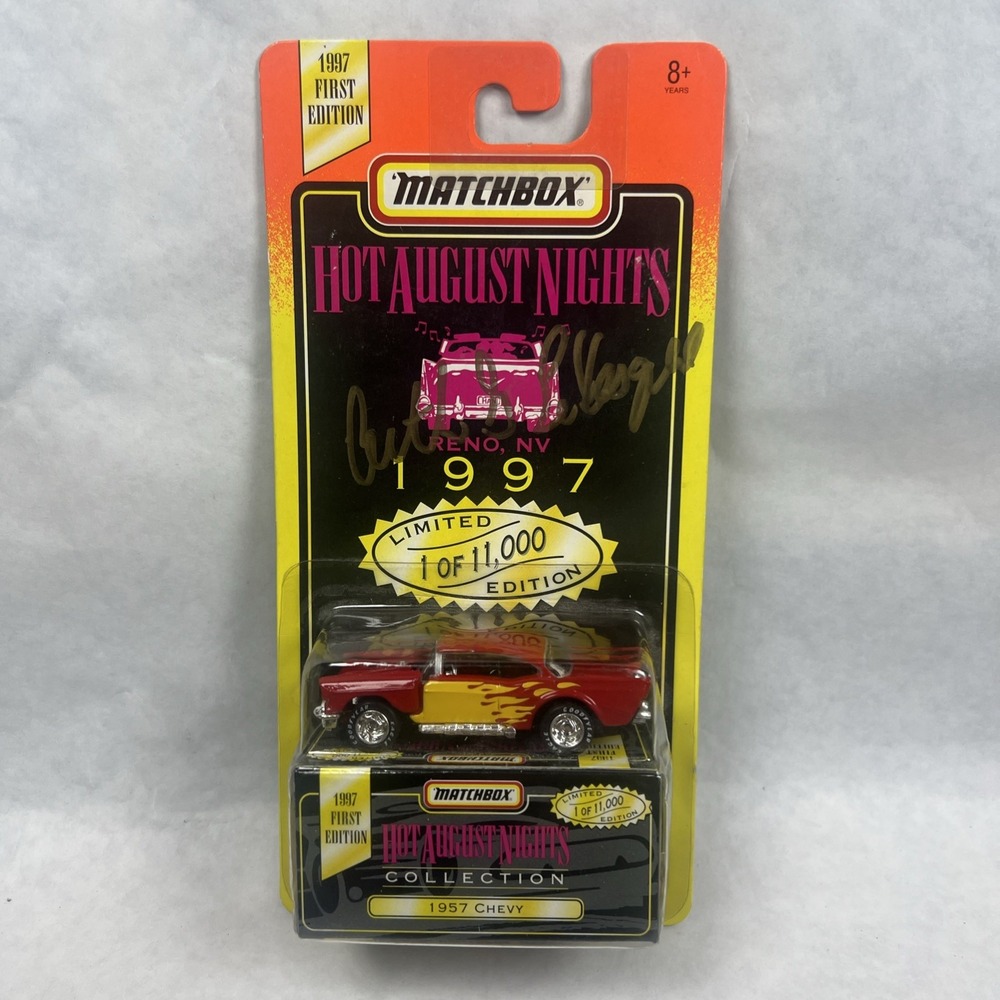 1997
FIRST
EDITION
8+
YEARS
'MATCHBOX'®
HOT AUGUST NIGHTS
RENO, NV
1997
LIMITED
1 OF 11,000
EDITION
GOODYEAR
1997
FIRST
EDITION
'MATCHBOX'
LIMITED
1 OF 11,000
EDITION
HOT AUGUST NIGHTS
COLLECTION
1957 CHEVY